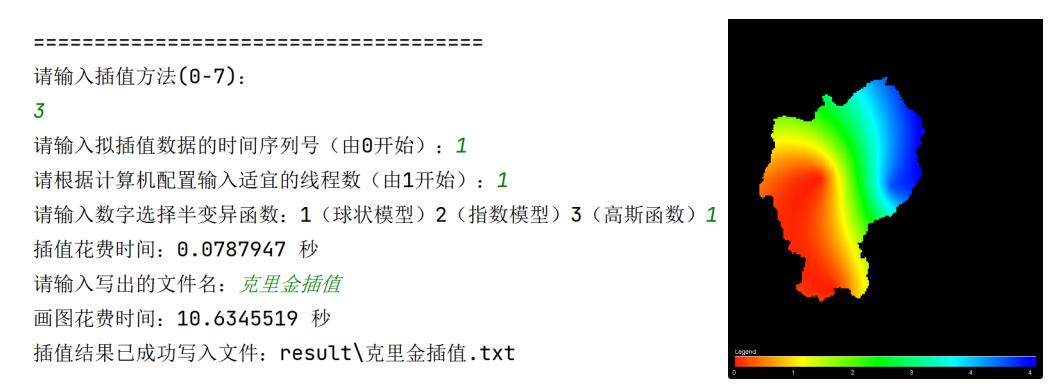 =====================================
请输入插值方法(0-7):
3
请输入拟插值数据的时间序列号（由0开始）: 1
请根据计算机配置输入适宜的线程数（由1开始）: 1
请输入数字选择半变异函数: 1（球状模型）2（指数模型）3（高斯函数）1
插值花费时间: 0.0787947 秒
请输入写出的文件名: 克里金插值
画图花费时间: 10.6345519 秒
插值结果已成功写入文件: result\克里金插值.txt
Legend
0 1 2 3 4 4